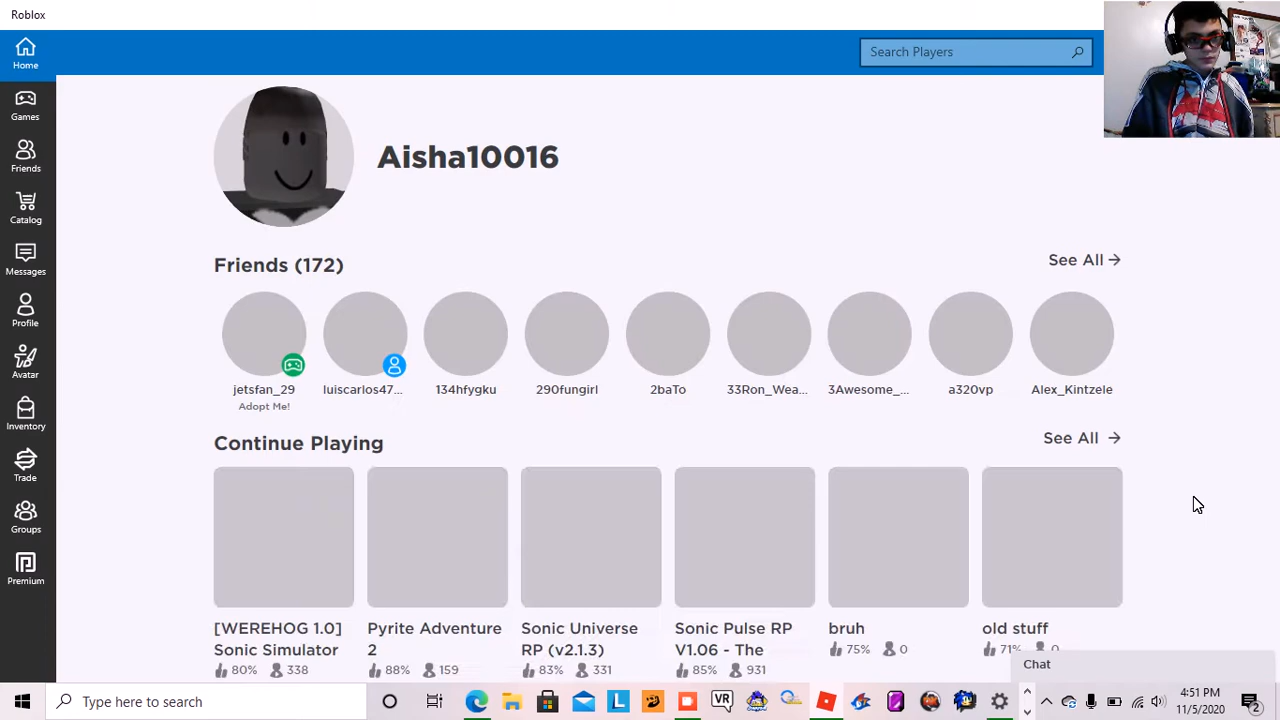 Roblox
Home
Search Players
Games
Friends
Catalog
Messages
Profile
Avatar
Inventory
Trade
Groups
Premium
Aisha10016
Friends (172)
See All
jetsfan_29
Adopt Me!
luiscarlos47...
134hfygku
290fungirl
2baTo
33Ron_Wea...
3Awesome_...
a320vp
Alex_Kintzele
Continue Playing
See All
[WEREHOG 1.0]
Sonic Simulator
80% 338
Pyrite Adventure
2
88% 159
Sonic Universe
RP (v2.1.3)
83% 331
Sonic Pulse RP
V1.06 - The
85% 931
bruh
75% 0
old stuff
71% 0
Chat
Type here to search
L
VR
4:51 PM
11/5/2020
2